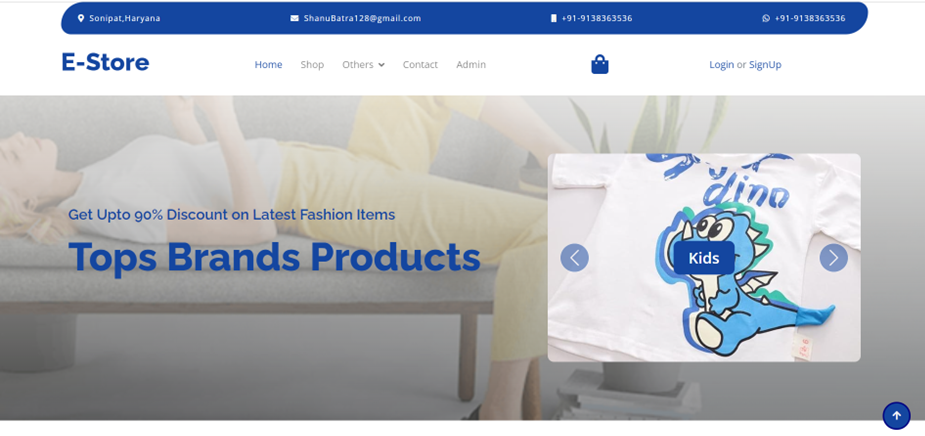 Sonipat,Haryana
ShanuBatra128@gmail.com
+91-9138363536
+91-9138363536
E-Store
Home
Shop
Others
Contact
Admin
Login or SignUp
Get Upto 90% Discount on Latest Fashion Items
Tops Brands Products
dino
Kids